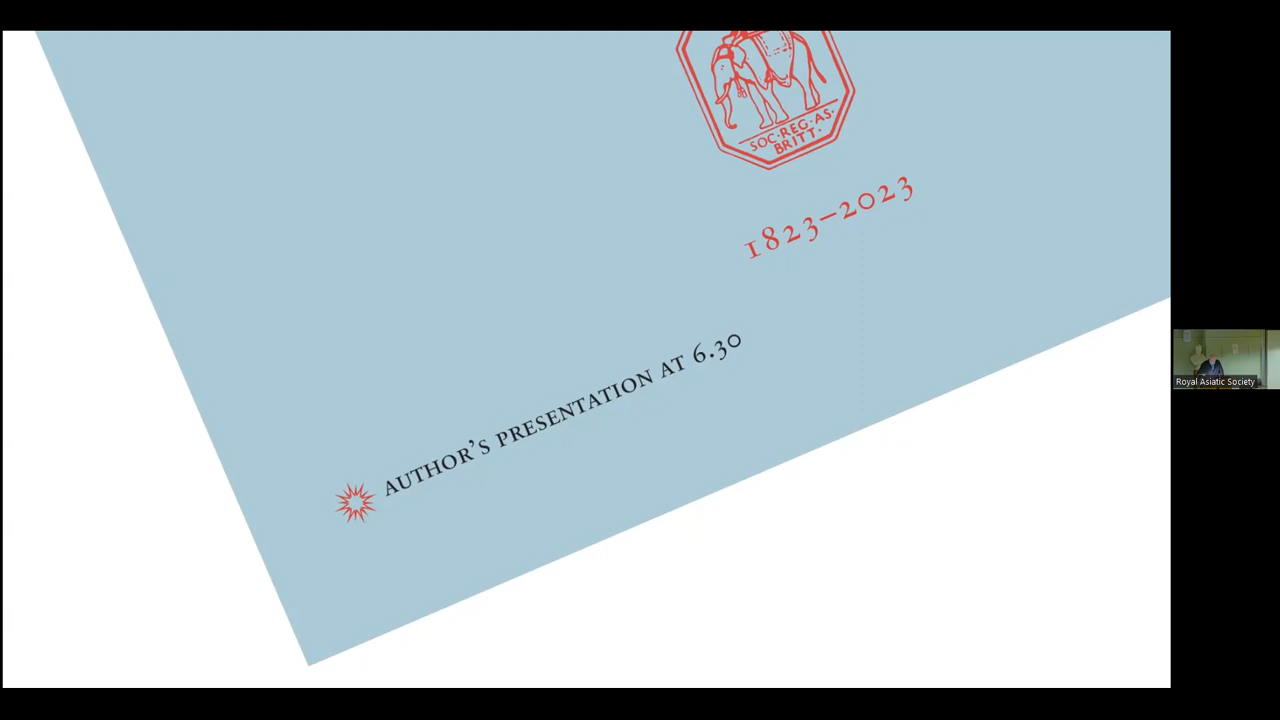 SOC·REG·AS·
BRITT·
1823–2023
AUTHOR'S PRESENTATION AT 6.30
Royal Asiatic Society